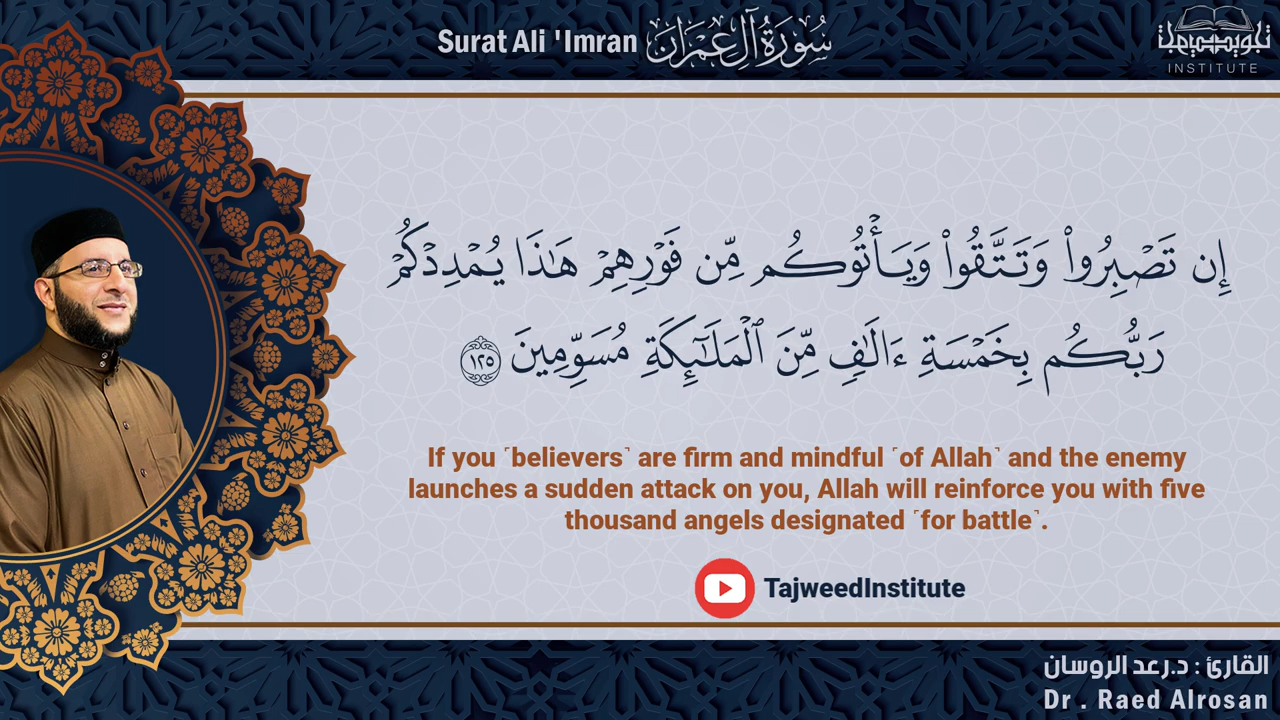 Surat Ali 'Imran سُورَةُ آلِ عِمْرَانَ
INSTITUTE
إِن تَصْبِرُوا۟ وَتَتَّقُوا۟ وَيَأْتُوكُم مِّن فَوْرِهِمْ هَـٰذَا يُمْدِدْكُمْ
رَبُّكُم بِخَمْسَةِ ءَالَـٰفٍ مِّنَ ٱلْمَلَـٰٓئِكَةِ مُسَوِّمِينَ ١٢٥
If you ˹believers˺ are firm and mindful ˹of Allah˺ and the enemy
launches a sudden attack on you, Allah will reinforce you with five
thousand angels designated ˹for battle˺.
TajweedInstitute
القارئ : د.رعد الروسان
Dr . Raed Alrosan